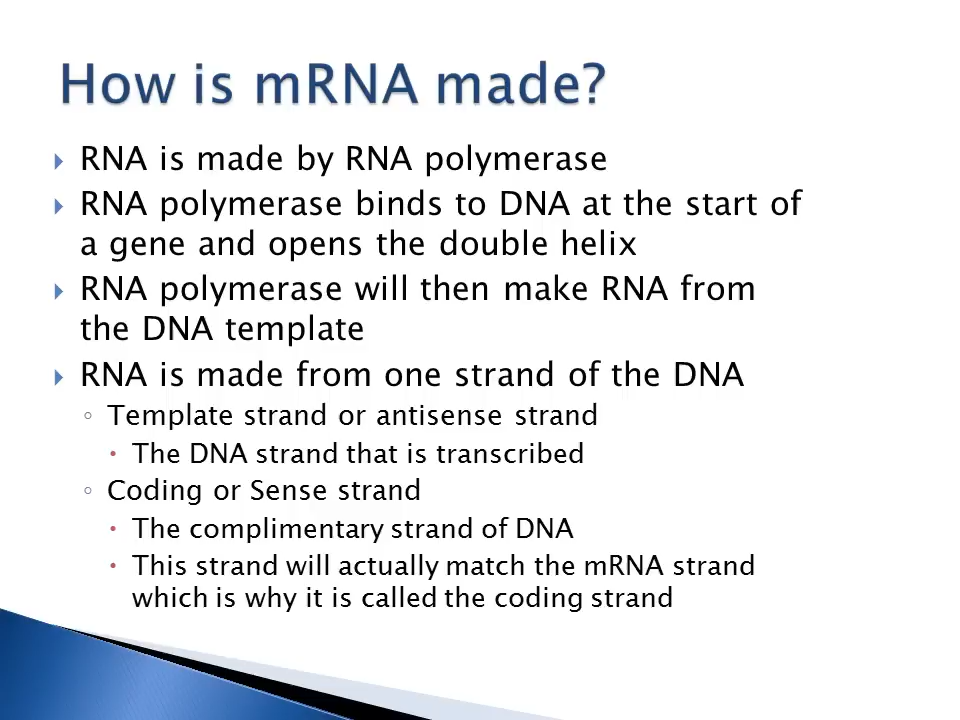 How is mRNA made?
RNA is made by RNA polymerase
RNA polymerase binds to DNA at the start of
a gene and opens the double helix
RNA polymerase will then make RNA from
the DNA template
RNA is made from one strand of the DNA
Template strand or antisense strand
The DNA strand that is transcribed
Coding or Sense strand
The complimentary strand of DNA
This strand will actually match the mRNA strand
which is why it is called the coding strand